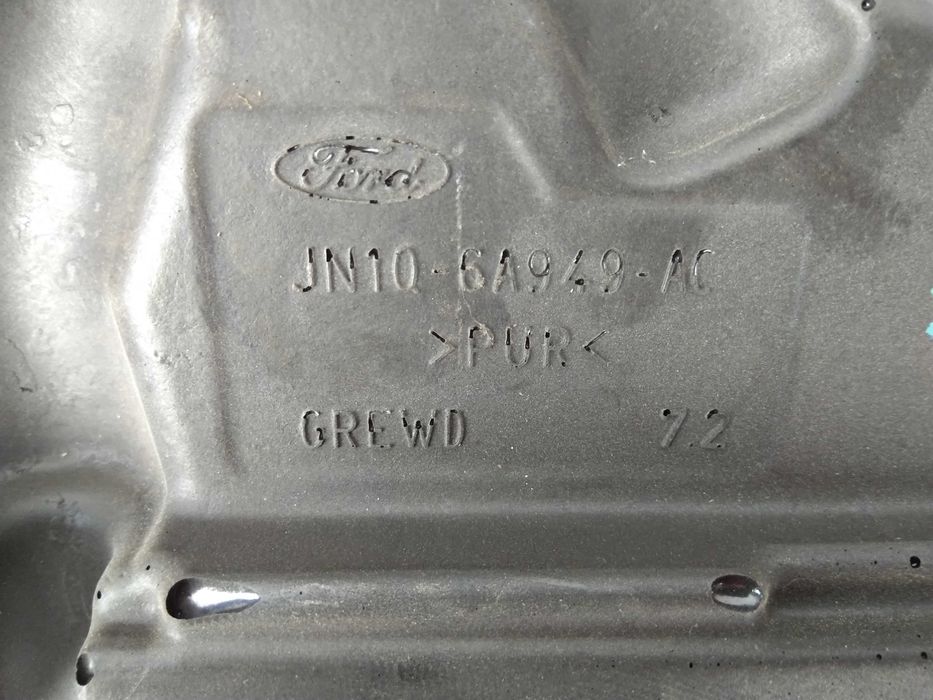 Ford
JN1Q-6A949-AC
>PUR<
GREWD 7.2